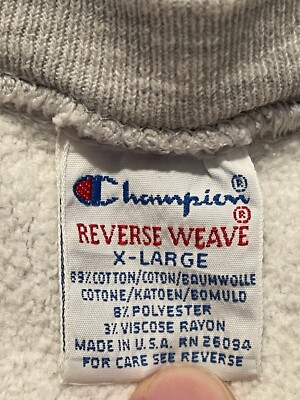 Champion®
REVERSE WEAVE®
X-LARGE
89% COTTON/COTON/BAUMWOLLE
COTONE/KATOEN/BOMULD
8% POLYESTER
3% VISCOSE RAYON
MADE IN U.S.A. RN 26094
FOR CARE SEE REVERSE